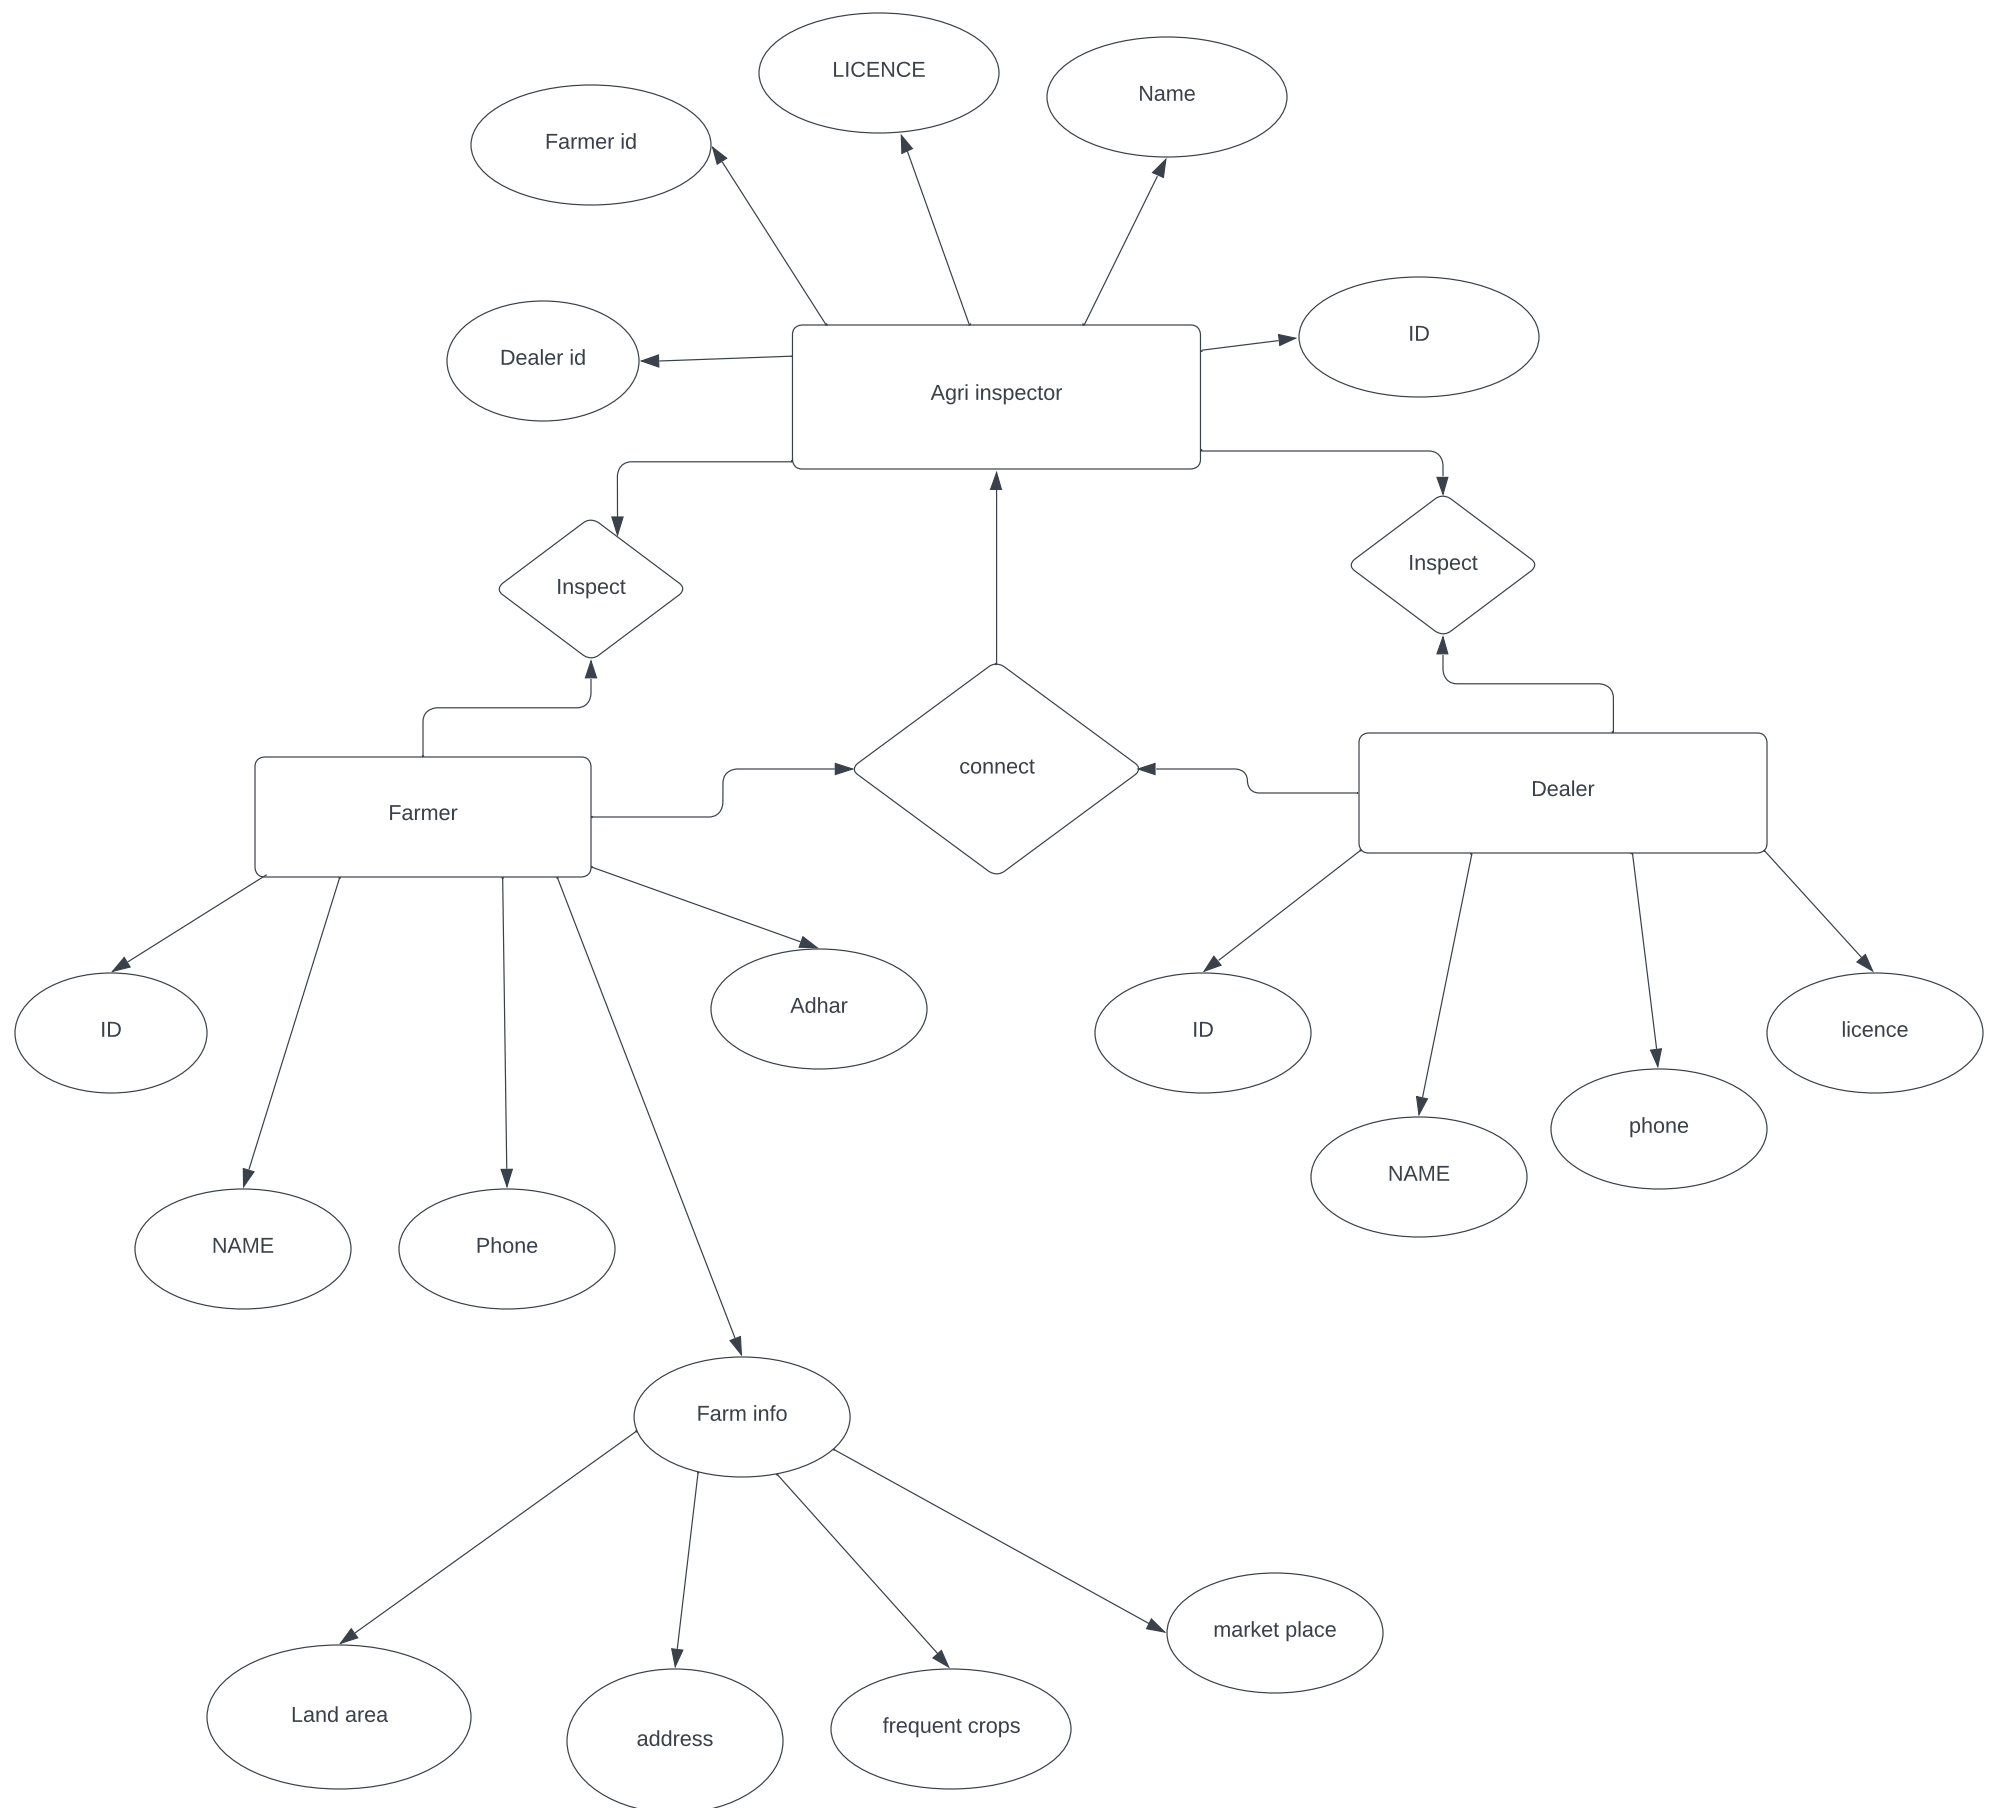 LICENCE
Name
Farmer id
ID
Dealer id
Agri inspector
Inspect
Inspect
connect
Dealer
Farmer
Adhar
ID
ID
licence
phone
NAME
NAME
Phone
Farm info
market place
Land area
frequent crops
address